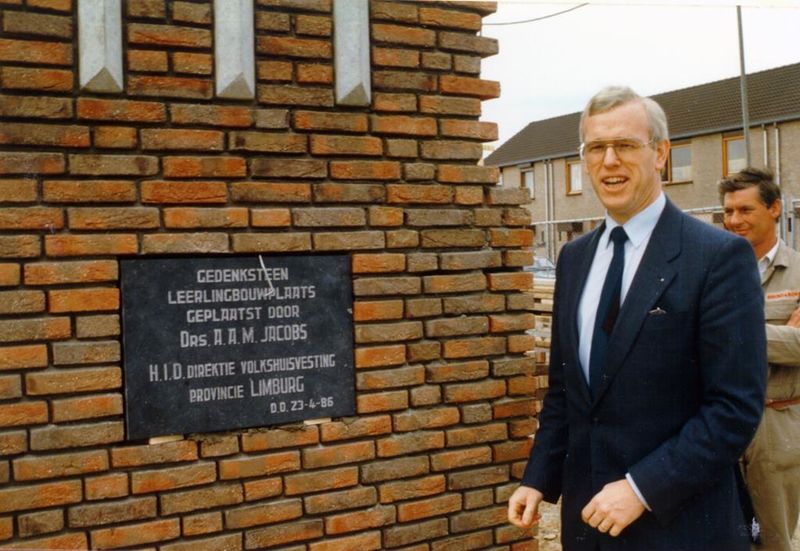 GEDENKSTEEN
LEERLINGBOUWPLAATS
GEPLAATST DOOR
DRS. A.A.M. JACOBS
H.I.D. DIREKTIE VOLKSHUISVESTING
PROVINCIE LIMBURG
D.D. 23-4-86